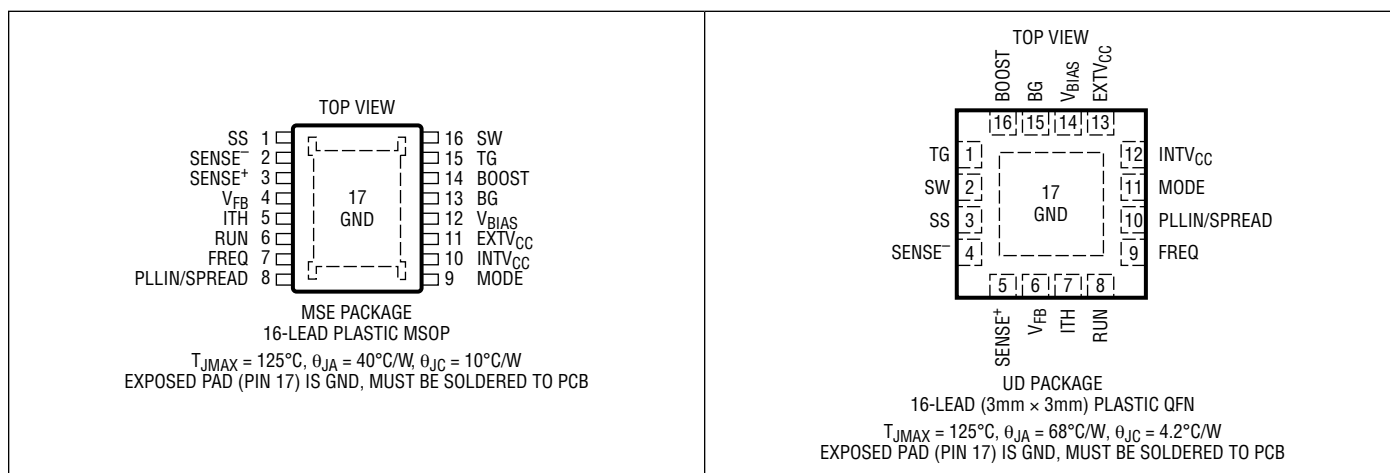 TOP VIEW
SS 1
SENSE⁻ 2
SENSE⁺ 3
V_FB 4
ITH 5
RUN 6
FREQ 7
PLLIN/SPREAD 8
17
GND
16 SW
15 TG
14 BOOST
13 BG
12 V_BIAS
11 EXTV_CC
10 INTV_CC
9 MODE
MSE PACKAGE
16-LEAD PLASTIC MSOP
T_JMAX = 125°C, θ_JA = 40°C/W, θ_JC = 10°C/W
EXPOSED PAD (PIN 17) IS GND, MUST BE SOLDERED TO PCB
TOP VIEW
BOOST
BG
V_BIAS
EXTV_CC
16 15 14 13
TG 1
SW 2
SS 3
SENSE⁻ 4
17
GND
12 INTV_CC
11 MODE
10 PLLIN/SPREAD
9 FREQ
5 6 7 8
SENSE⁺
V_FB
ITH
RUN
UD PACKAGE
16-LEAD (3mm × 3mm) PLASTIC QFN
T_JMAX = 125°C, θ_JA = 68°C/W, θ_JC = 4.2°C/W
EXPOSED PAD (PIN 17) IS GND, MUST BE SOLDERED TO PCB